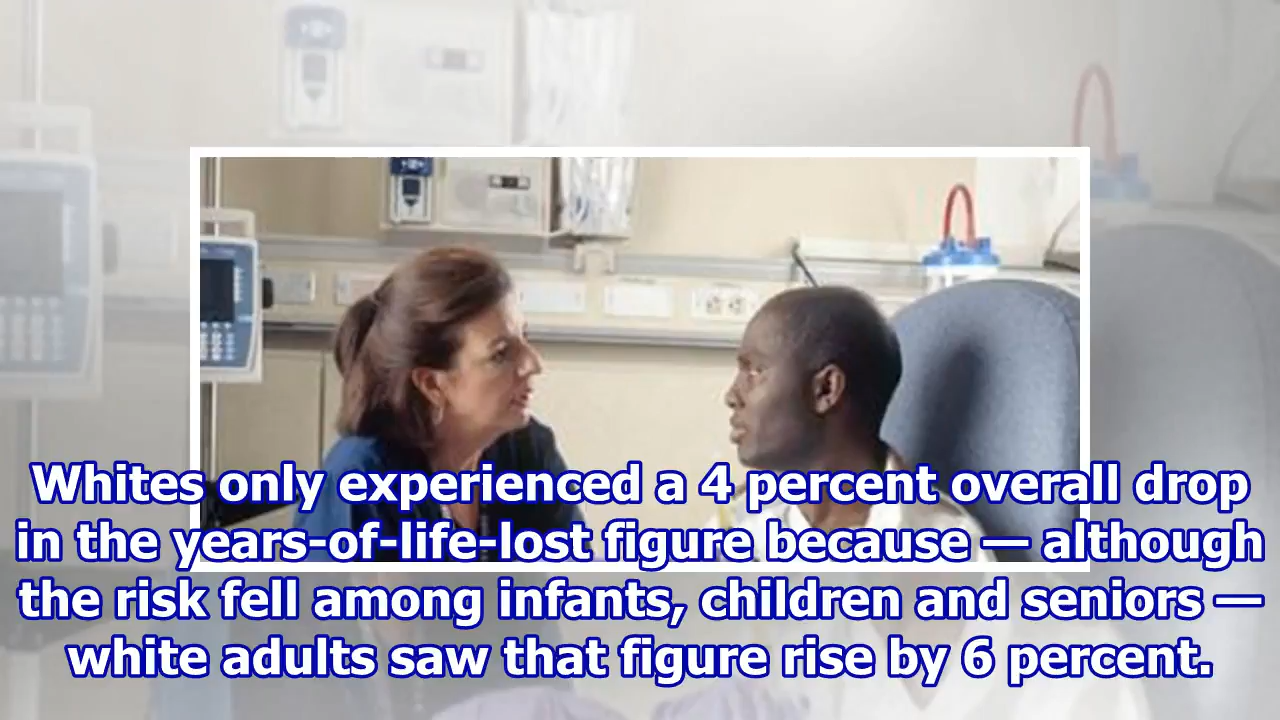 Whites only experienced a 4 percent overall drop
in the years-of-life-lost figure because — although
the risk fell among infants, children and seniors —
white adults saw that figure rise by 6 percent.